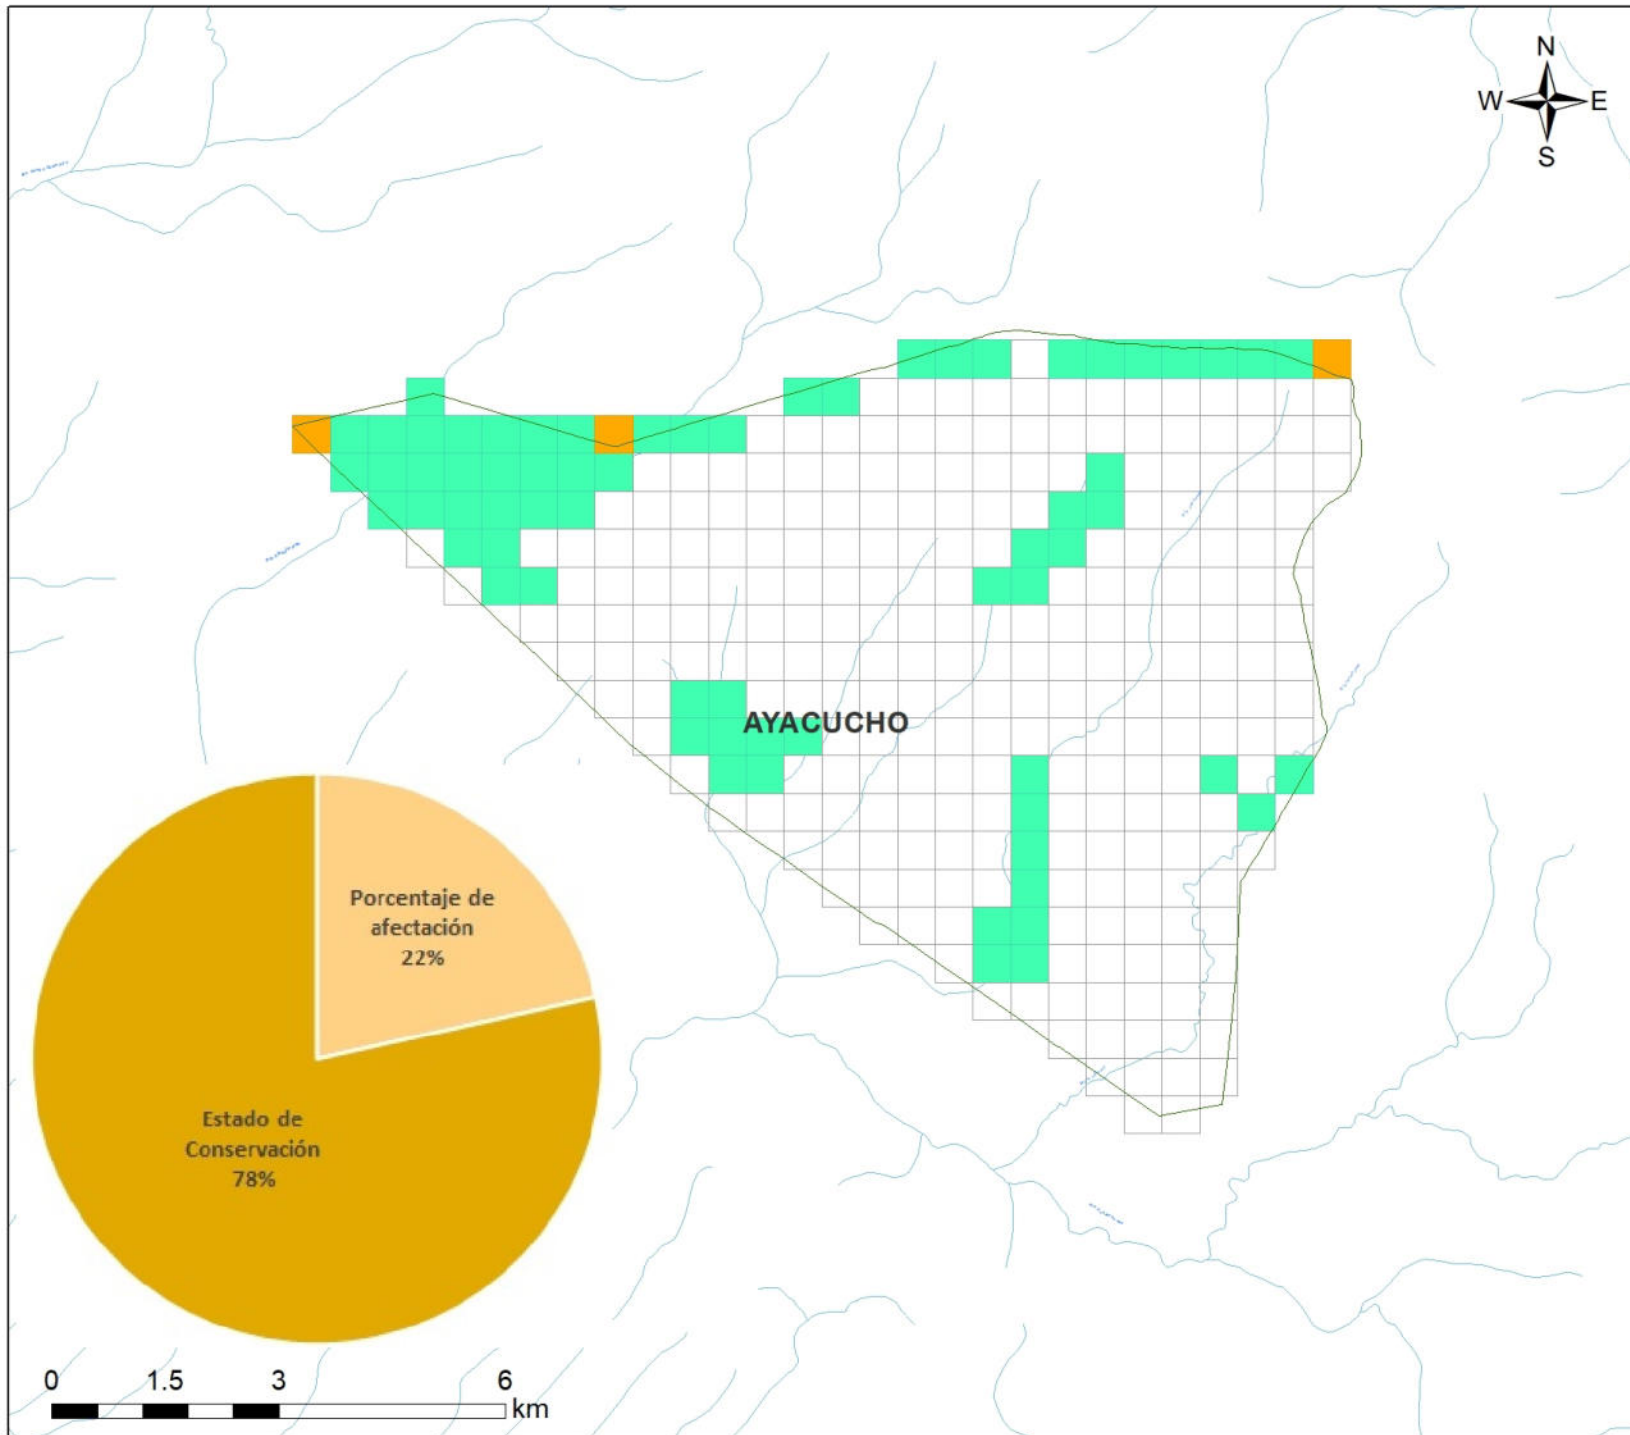 N
W E
S
AYACUCHO
Porcentaje de
afectación
22%
Estado de
Conservación
78%
0 1.5 3 6
km